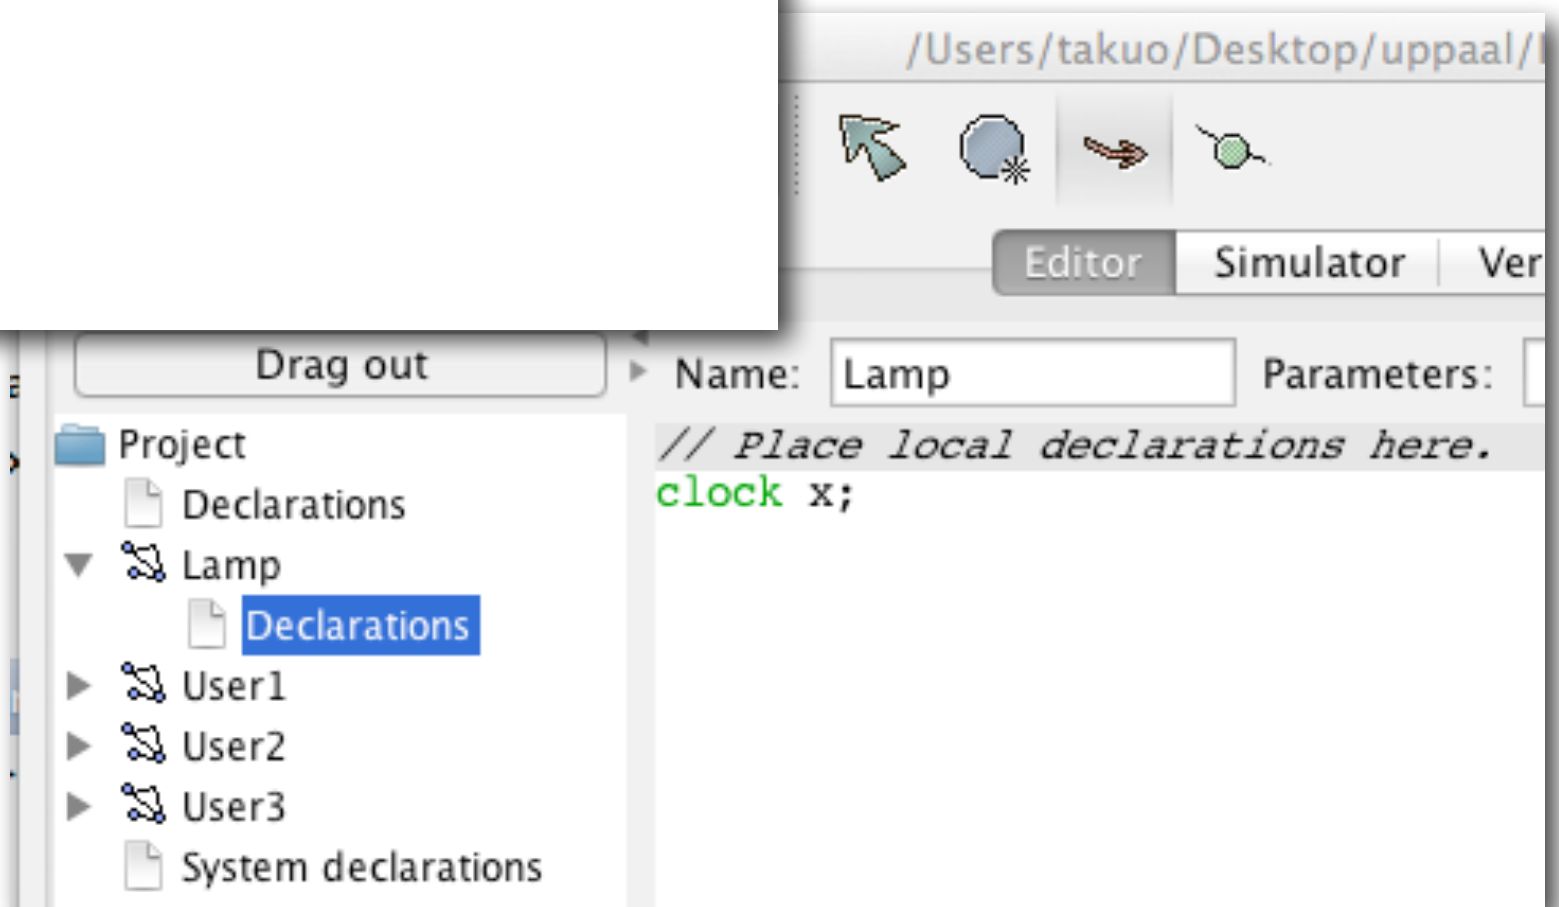 /Users/takuo/Desktop/uppaal/
Editor Simulator Ver
Drag out
Name: Lamp Parameters:
Project
Declarations
Lamp
Declarations
User1
User2
User3
System declarations
// Place local declarations here.
clock x;